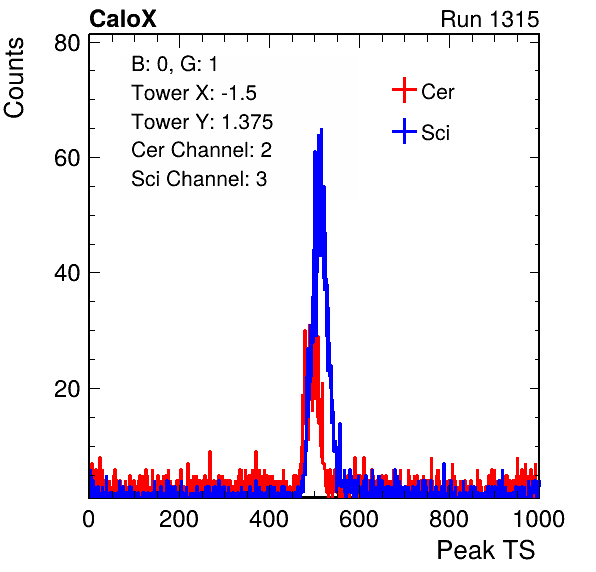 CaloX Run 1315
Counts
80
60
40
20
B: 0, G: 1
Tower X: -1.5
Tower Y: 1.375
Cer Channel: 2
Sci Channel: 3
Cer
Sci
0 200 400 600 800 1000
Peak TS